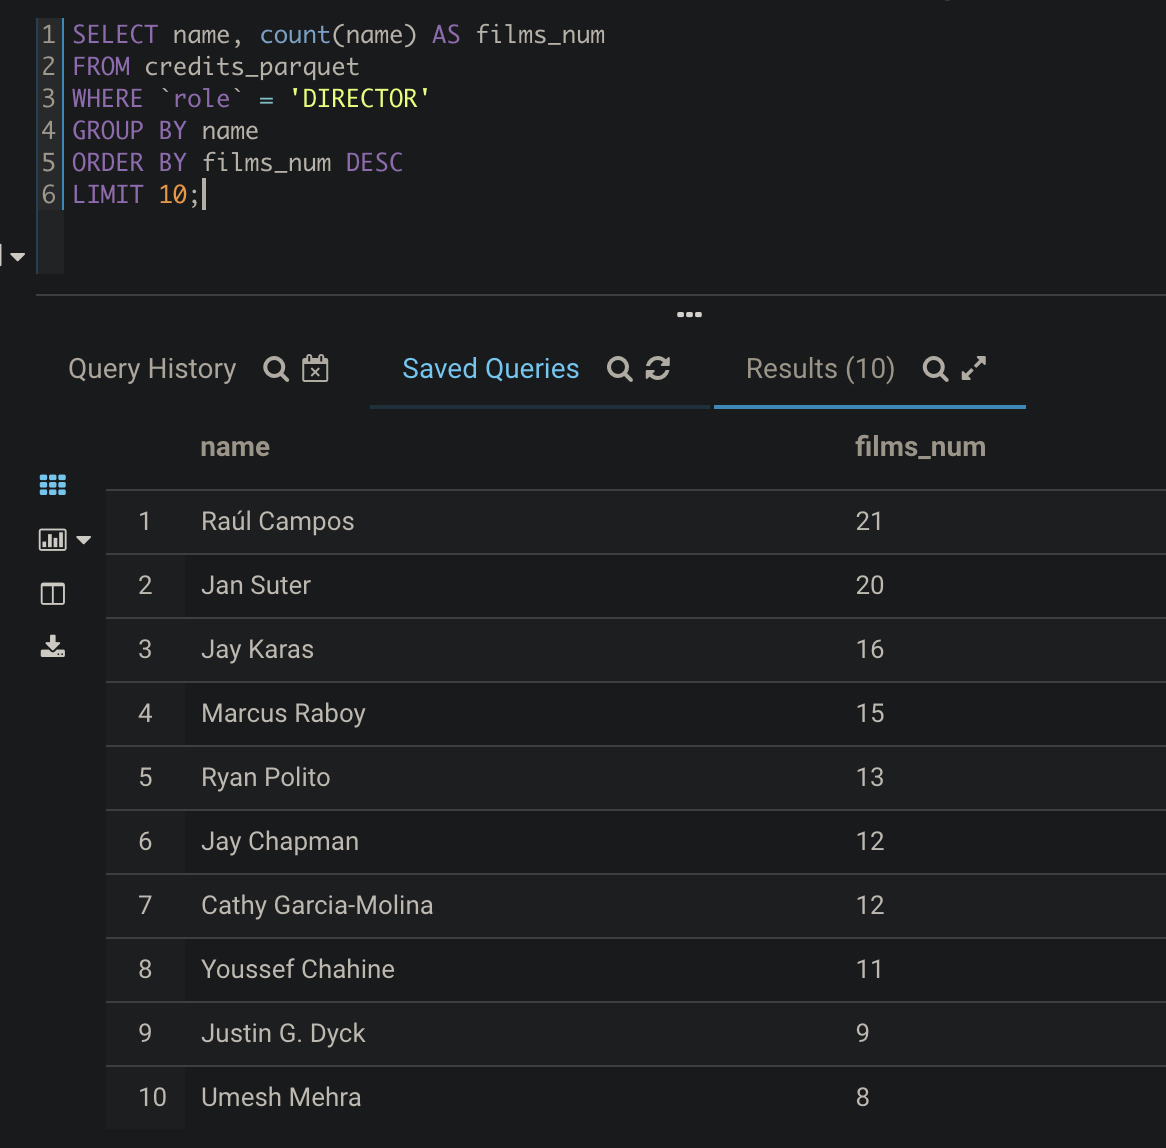 1 SELECT name, count(name) AS films_num
2 FROM credits_parquet
3 WHERE `role` = 'DIRECTOR'
4 GROUP BY name
5 ORDER BY films_num DESC
6 LIMIT 10;
Query History Saved Queries Results (10)
name films_num
1 Raúl Campos 21
2 Jan Suter 20
3 Jay Karas 16
4 Marcus Raboy 15
5 Ryan Polito 13
6 Jay Chapman 12
7 Cathy Garcia-Molina 12
8 Youssef Chahine 11
9 Justin G. Dyck 9
10 Umesh Mehra 8